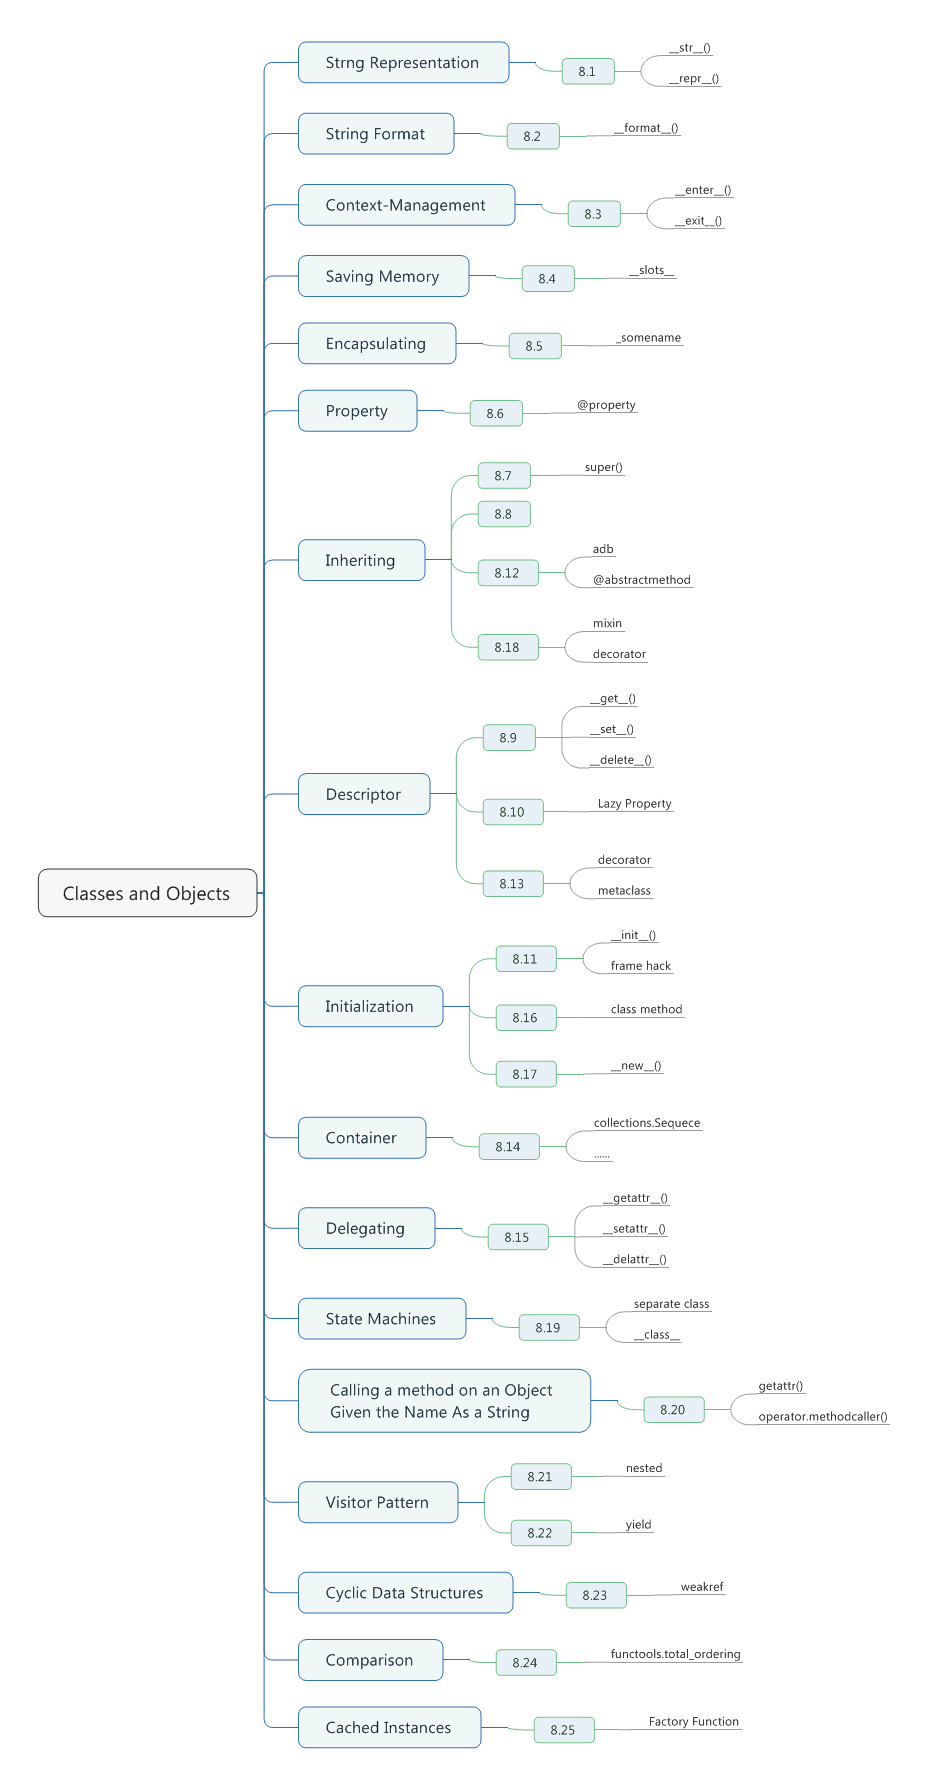 Strng Representation
8.1
__str__()
__repr__()
String Format
8.2
__format__()
Context-Management
8.3
__enter__()
__exit__()
Saving Memory
8.4
__slots__
Encapsulating
8.5
_somename
Property
8.6
@property
Inheriting
8.7
super()
8.8
8.12
adb
@abstractmethod
8.18
mixin
decorator
Descriptor
8.9
__get__()
__set__()
__delete__()
8.10
Lazy Property
8.13
decorator
metaclass
Classes and Objects
Initialization
8.11
__init__()
frame hack
8.16
class method
8.17
__new__()
Container
8.14
collections.Sequece
......
Delegating
8.15
__getattr__()
__setattr__()
__delattr__()
State Machines
8.19
separate class
__class__
Calling a method on an Object
Given the Name As a String
8.20
getattr()
operator.methodcaller()
Visitor Pattern
8.21
nested
8.22
yield
Cyclic Data Structures
8.23
weakref
Comparison
8.24
functools.total_ordering
Cached Instances
8.25
Factory Function